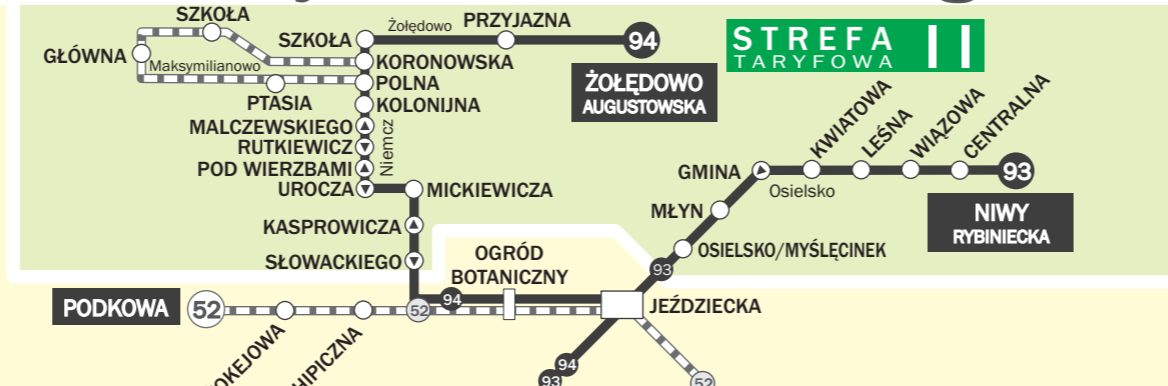 SZKOŁA
GŁÓWNA
Maksymilianowo
PTASIA
SZKOŁA
Żołędowo
PRZYJAZNA
94
ŻOŁĘDOWO
AUGUSTOWSKA
STREFA II
TARYFOWA
KORONOWSKA
POLNA
KOLONIJNA
MALCZEWSKIEGO
RUTKIEWICZ
POD WIERZBAMI
UROCZA
Niemcz
MICKIEWICZA
KASPROWICZA
SŁOWACKIEGO
GMINA
KWIATOWA
LEŚNA
WIĄZOWA
CENTRALNA
Osielsko
93
NIWY
RYBINIECKA
MŁYN
OSIELSKO/MYŚLĘCINEK
93
OGRÓD
BOTANICZNY
JEŹDZIECKA
PODKOWA
52
94
52
HIPICZNA
94
93
52